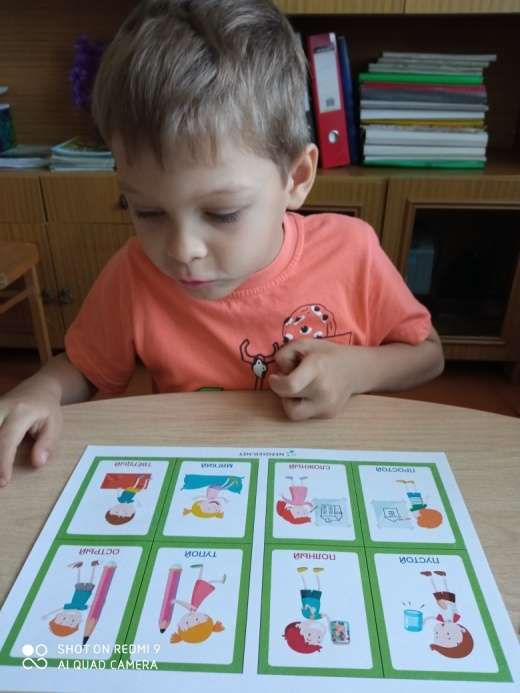 ПУСТОЙ
ПОЛНЫЙ
ТУПОЙ
ОСТРЫЙ
ПРОСТОЙ
СЛОЖНЫЙ
МЯГКИЙ
ТВЁРДЫЙ
SHOT ON REDMI 9
AI QUAD CAMERA